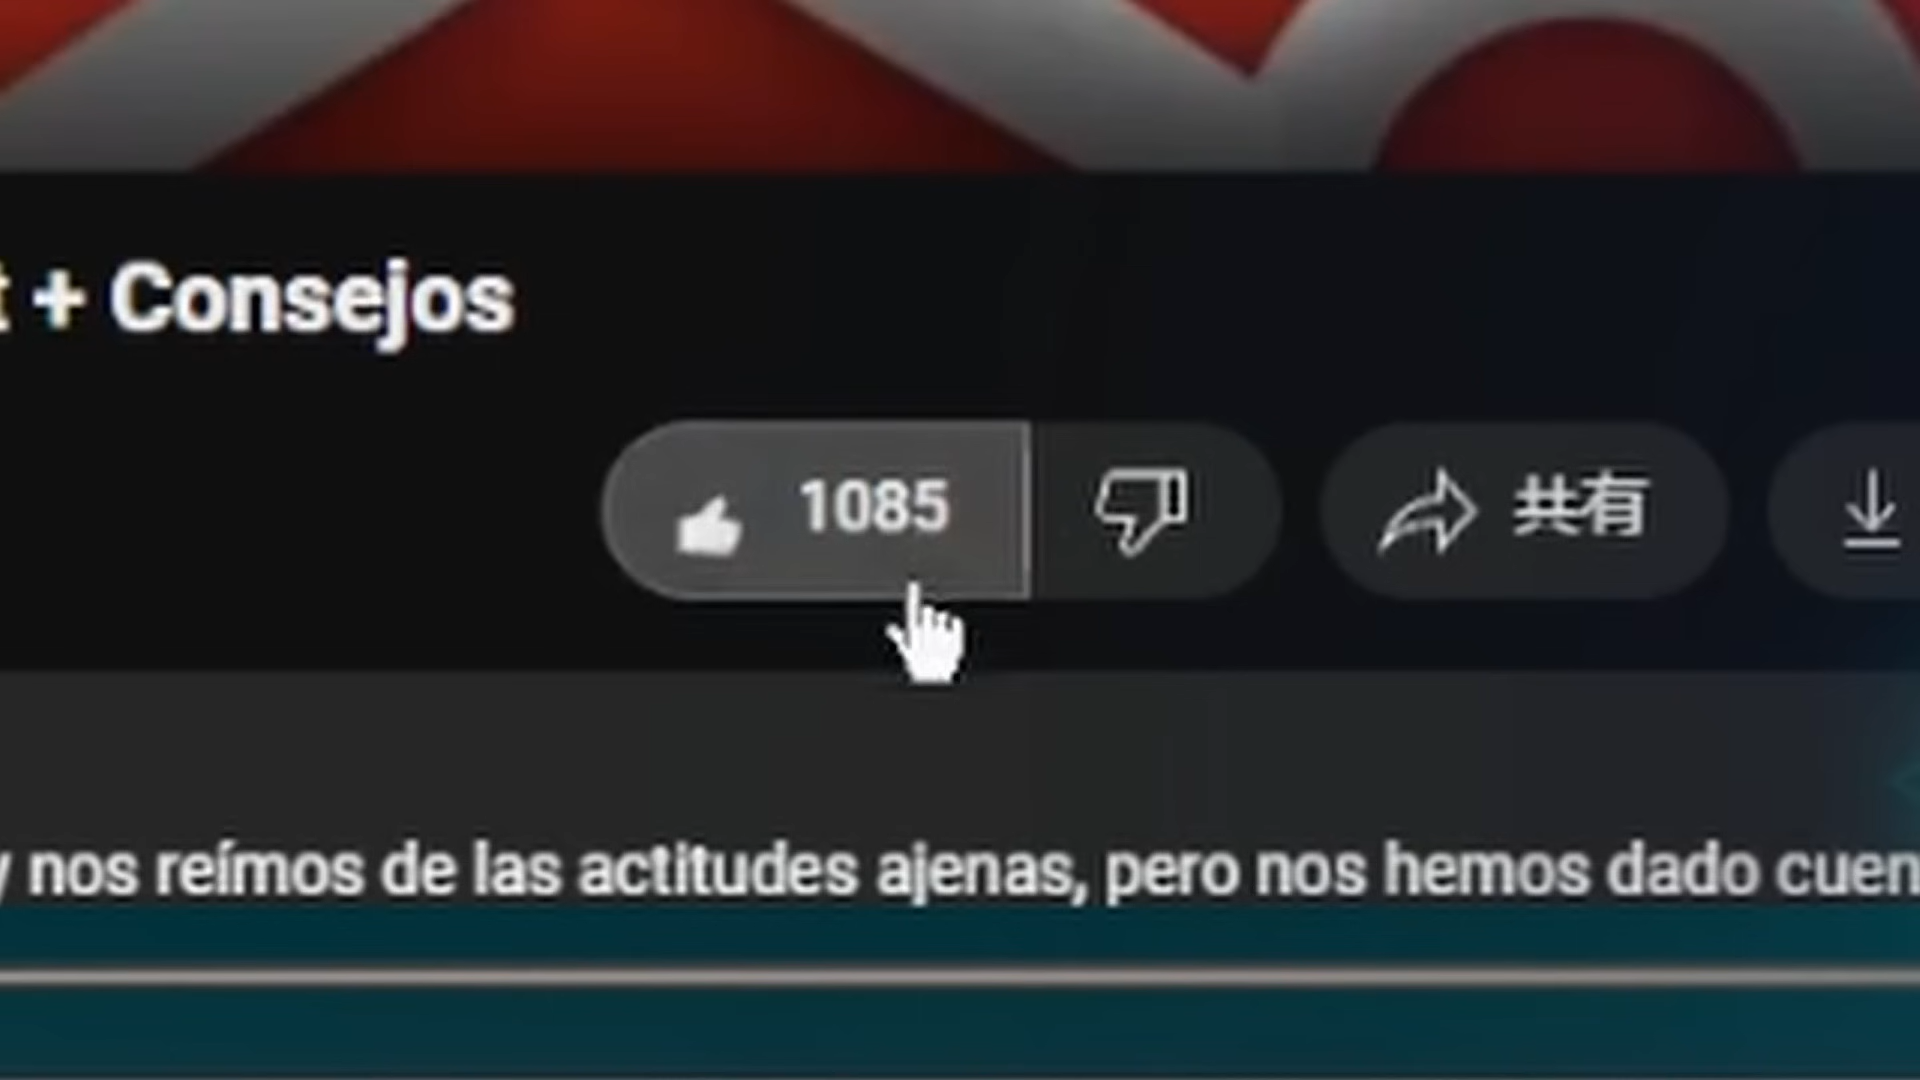 + Consejos
1085
共有
y nos reímos de las actitudes ajenas, pero nos hemos dado